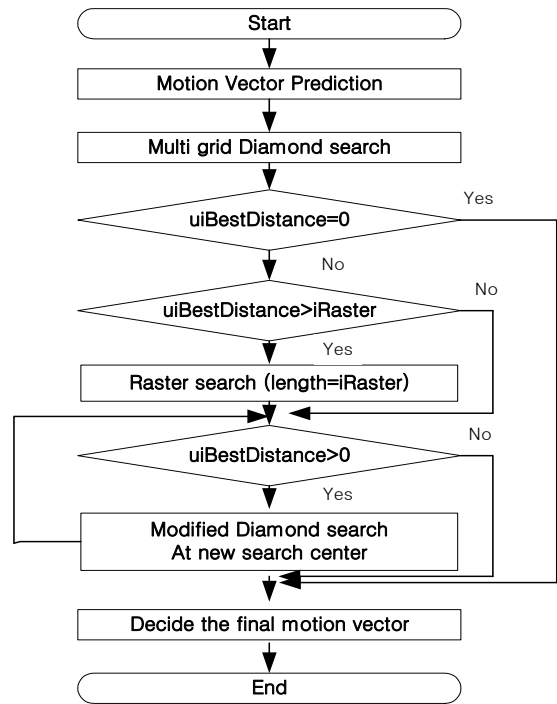 Start
Motion Vector Prediction
Multi grid Diamond search
Yes
uiBestDistance=0
No
No
uiBestDistance>iRaster
Yes
Raster search (length=iRaster)
No
uiBestDistance>0
Yes
Modified Diamond search
At new search center
Decide the final motion vector
End